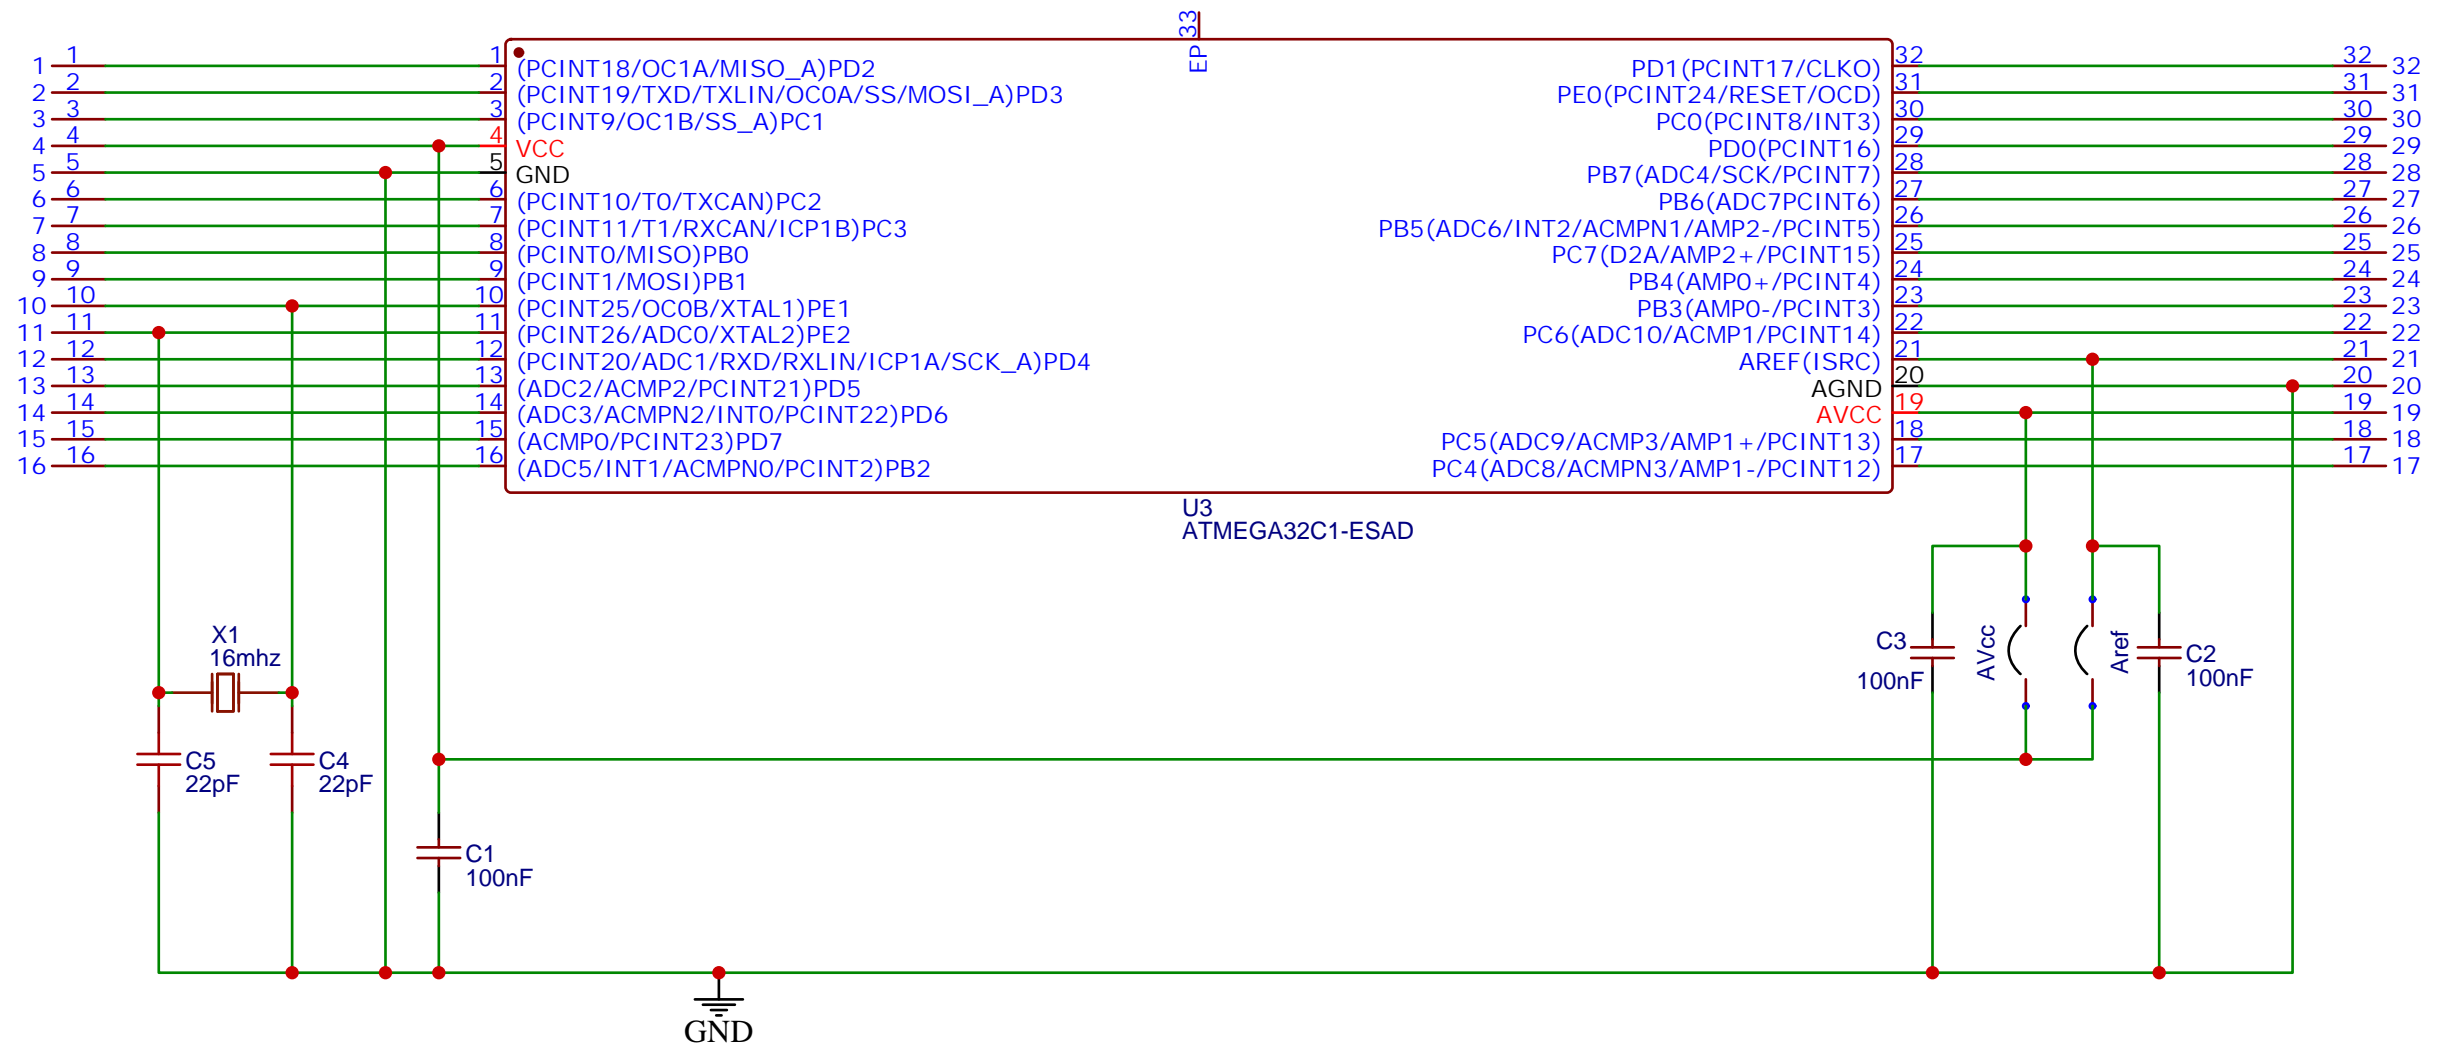 33
EP
1 1 1 (PCINT18/OC1A/MISO_A)PD2
2 2 2 (PCINT19/TXD/TXLIN/OC0A/SS/MOSI_A)PD3
3 3 3 (PCINT9/OC1B/SS_A)PC1
4 4 4 VCC
5 5 5 GND
6 6 6 (PCINT10/T0/TXCAN)PC2
7 7 7 (PCINT11/T1/RXCAN/ICP1B)PC3
8 8 8 (PCINT0/MISO)PB0
9 9 9 (PCINT1/MOSI)PB1
10 10 10 (PCINT25/OC0B/XTAL1)PE1
11 11 11 (PCINT26/ADC0/XTAL2)PE2
12 12 12 (PCINT20/ADC1/RXD/RXLIN/ICP1A/SCK_A)PD4
13 13 13 (ADC2/ACMP2/PCINT21)PD5
14 14 14 (ADC3/ACMPN2/INT0/PCINT22)PD6
15 15 15 (ACMP0/PCINT23)PD7
16 16 16 (ADC5/INT1/ACMPN0/PCINT2)PB2
PD1(PCINT17/CLKO) 32 32 32
PE0(PCINT24/RESET/OCD) 31 31 31
PC0(PCINT8/INT3) 30 30 30
PD0(PCINT16) 29 29 29
PB7(ADC4/SCK/PCINT7) 28 28 28
PB6(ADC7PCINT6) 27 27 27
PB5(ADC6/INT2/ACMPN1/AMP2-/PCINT5) 26 26 26
PC7(D2A/AMP2+/PCINT15) 25 25 25
PB4(AMP0+/PCINT4) 24 24 24
PB3(AMP0-/PCINT3) 23 23 23
PC6(ADC10/ACMP1/PCINT14) 22 22 22
AREF(ISRC) 21 21 21
AGND 20 20 20
AVCC 19 19 19
PC5(ADC9/ACMP3/AMP1+/PCINT13) 18 18 18
PC4(ADC8/ACMPN3/AMP1-/PCINT12) 17 17 17
U3
ATMEGA32C1-ESAD
X1
16mhz
C5
22pF
C4
22pF
C1
100nF
C3
100nF
AVcc
Aref
C2
100nF
GND